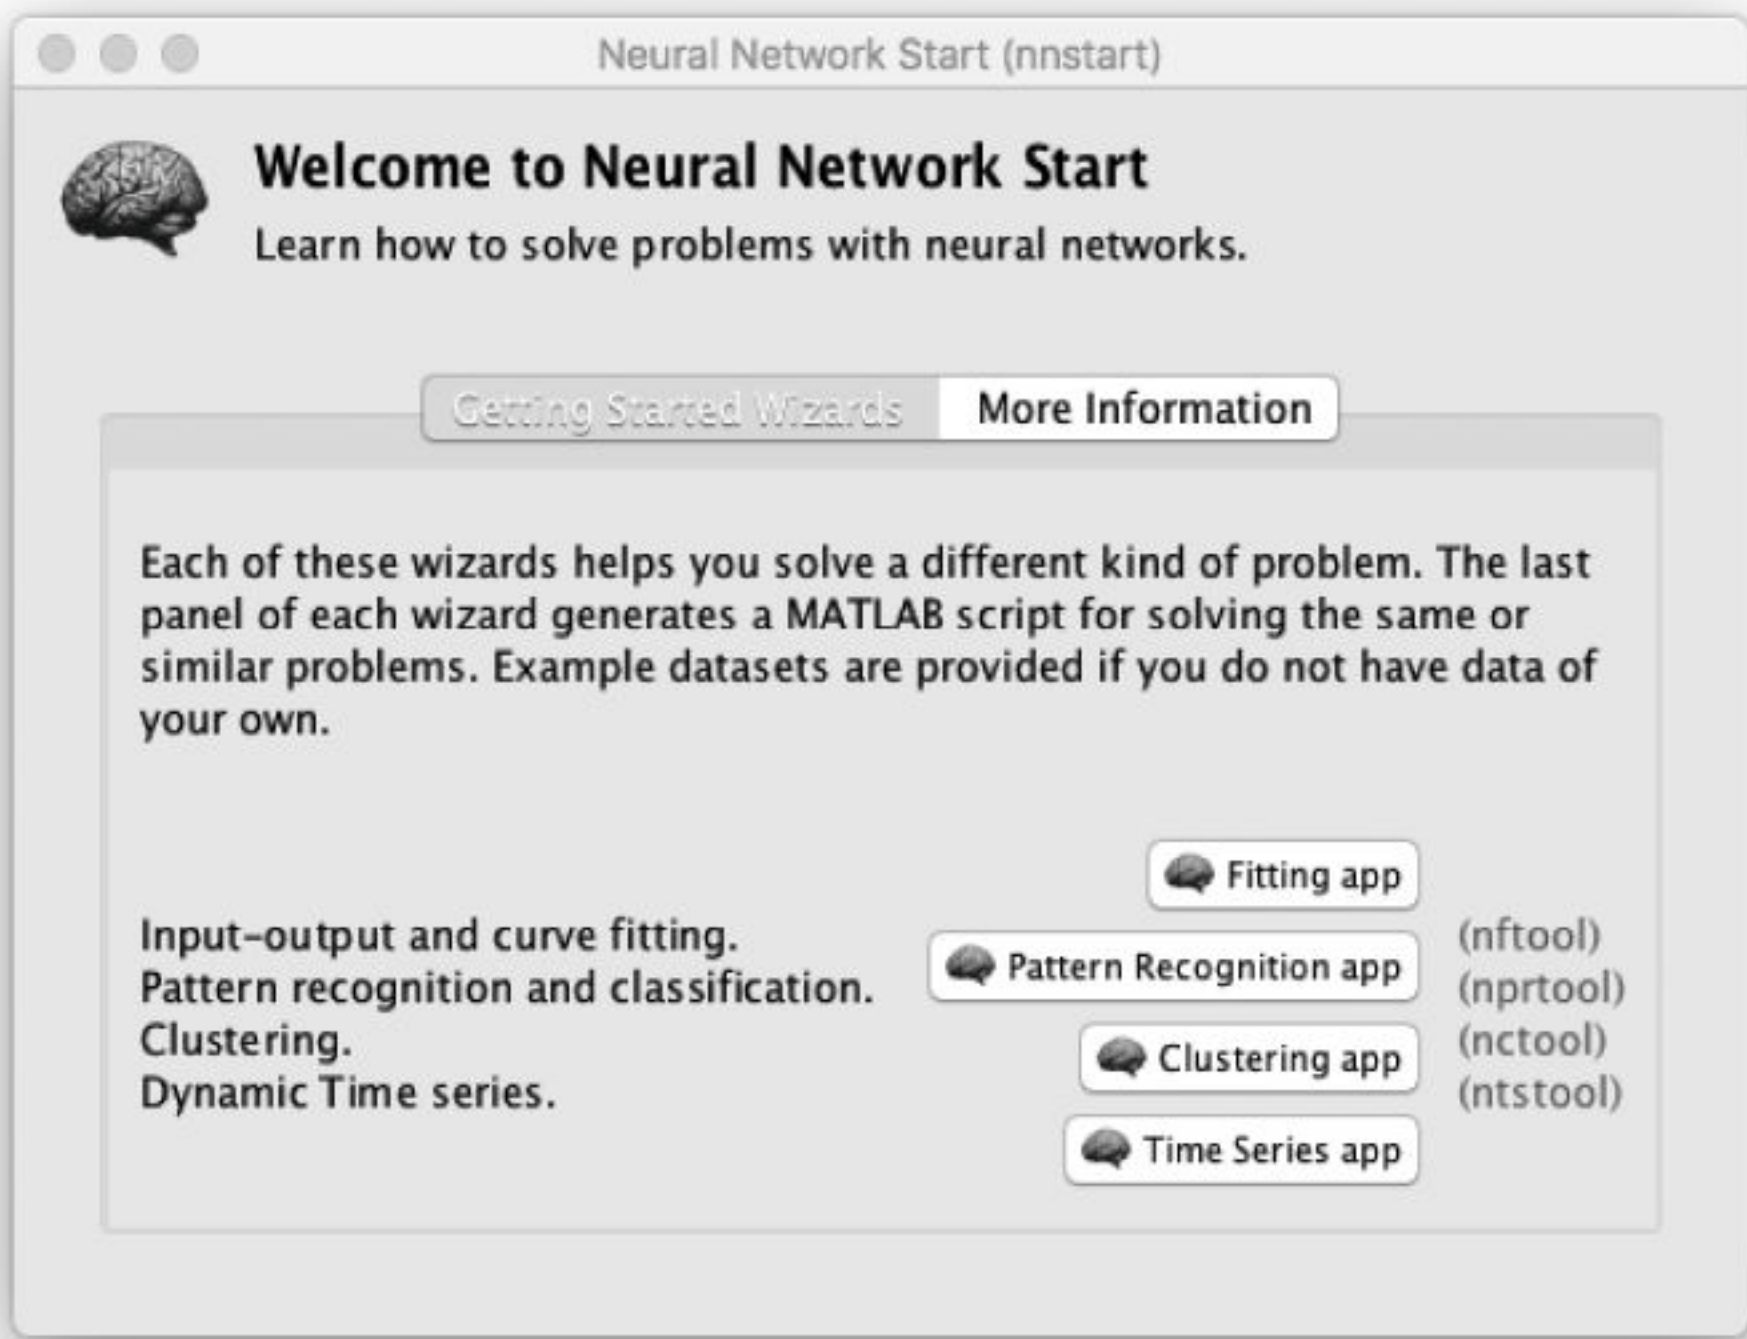 Neural Network Start (nnstart)
Welcome to Neural Network Start
Learn how to solve problems with neural networks.
Getting Started Wizards More Information
Each of these wizards helps you solve a different kind of problem. The last
panel of each wizard generates a MATLAB script for solving the same or
similar problems. Example datasets are provided if you do not have data of
your own.
Fitting app
Input-output and curve fitting. (nftool)
Pattern Recognition app
Pattern recognition and classification. (nprtool)
Clustering. (nctool)
Clustering app
Dynamic Time series. (ntstool)
Time Series app